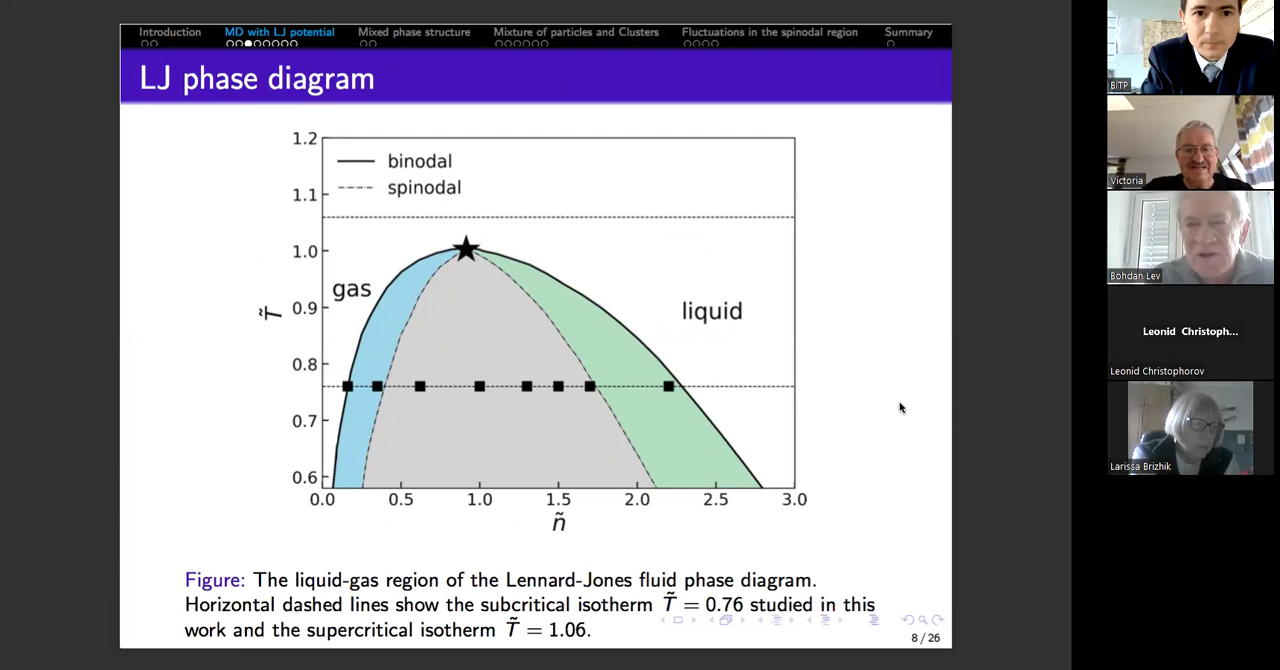 Introduction
MD with LJ potential
Mixed phase structure
Mixture of particles and Clusters
Fluctuations in the spinodal region
Summary
LJ phase diagram
1.2
1.1
1.0
0.9
0.8
0.7
0.6
T̃
binodal
spinodal
gas
liquid
0.0 0.5 1.0 1.5 2.0 2.5 3.0
ñ
Figure: The liquid-gas region of the Lennard-Jones fluid phase diagram.
Horizontal dashed lines show the subcritical isotherm T̃ = 0.76 studied in this
work and the supercritical isotherm T̃ = 1.06.
8 / 26
BITP
Victoria
Bohdan Lev
Leonid Christoph...
Leonid Christophorov
Larissa Brizhik